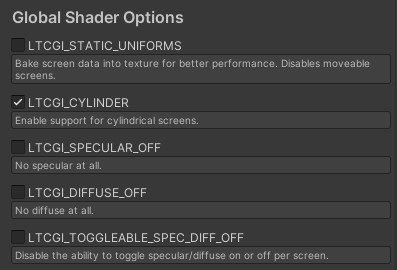 Global Shader Options
LTCGI_STATIC_UNIFORMS
Bake screen data into texture for better performance. Disables moveable
screens.
LTCGI_CYLINDER
Enable support for cylindrical screens.
LTCGI_SPECULAR_OFF
No specular at all.
LTCGI_DIFFUSE_OFF
No diffuse at all.
LTCGI_TOGGLEABLE_SPEC_DIFF_OFF
Disable the ability to toggle specular/diffuse on or off per screen.